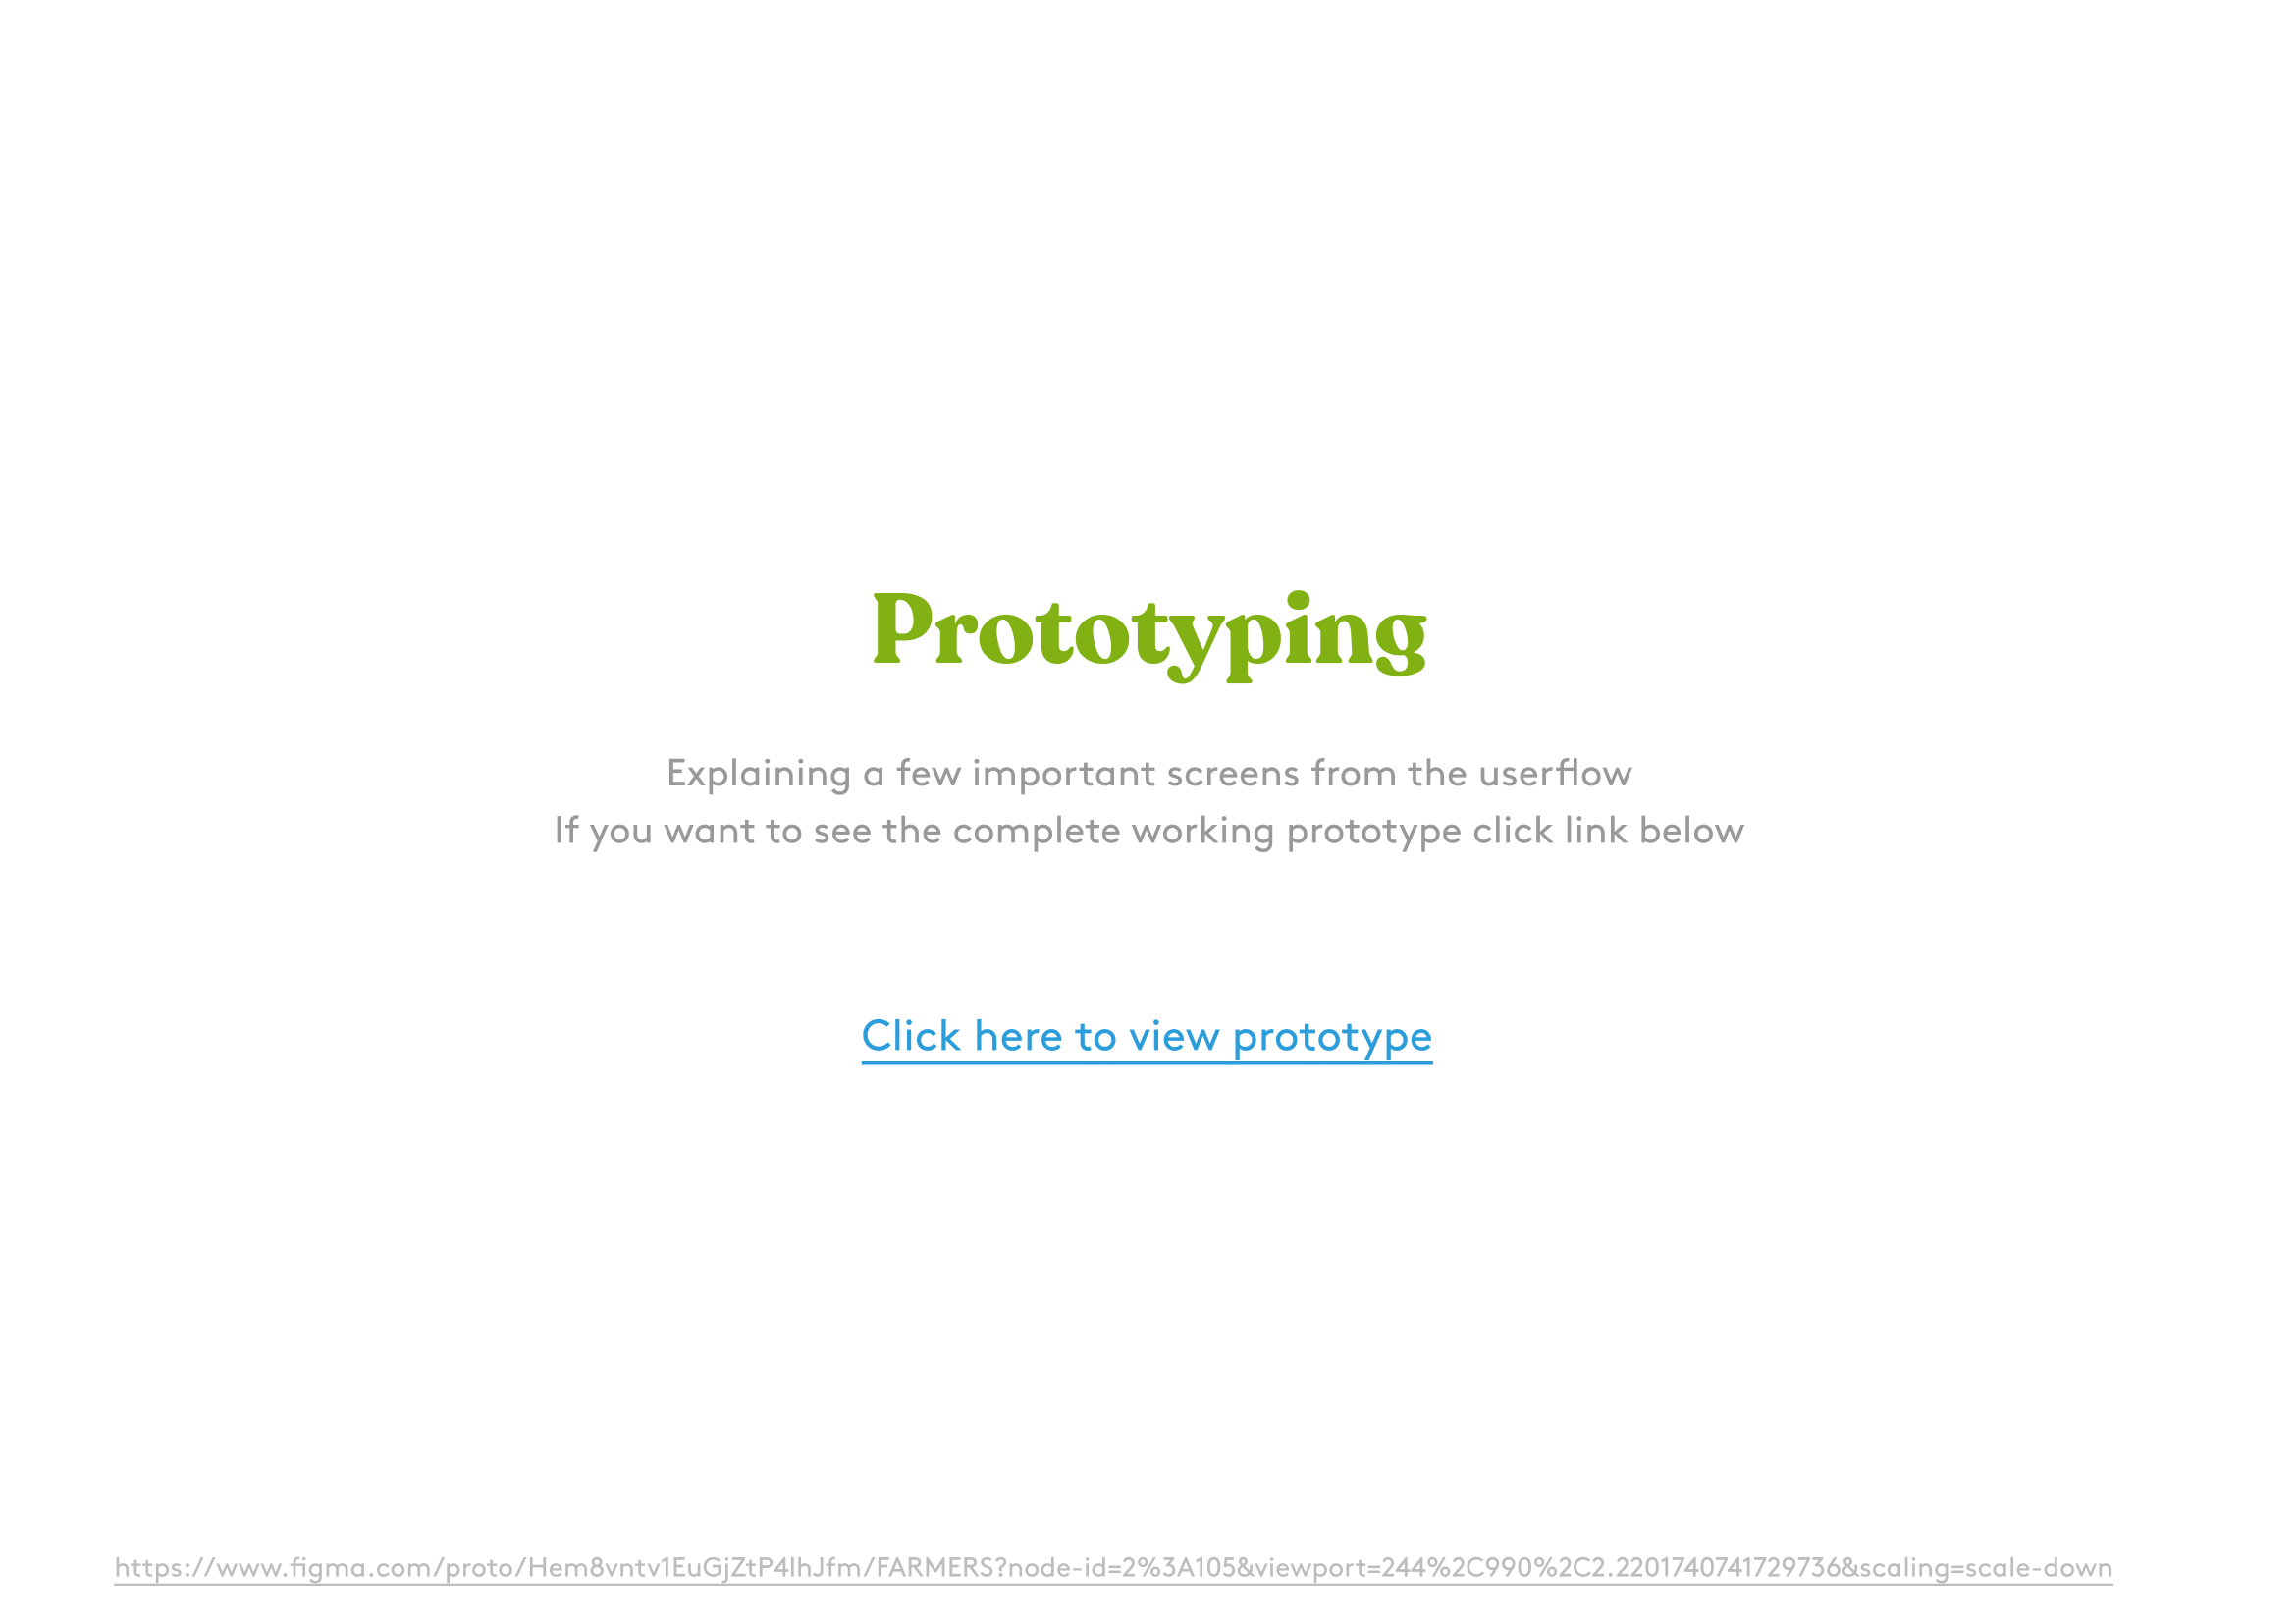 Prototyping
Explaining a few important screens from the userflow
If you want to see the complete working prototype click link below
Click here to view prototype
https://www.figma.com/proto/Hem8vntv1EuGjZtP4lhJfm/FARMERS?node-id=2%3A105&viewport=244%2C990%2C2.2201740741729736&scaling=scale-down